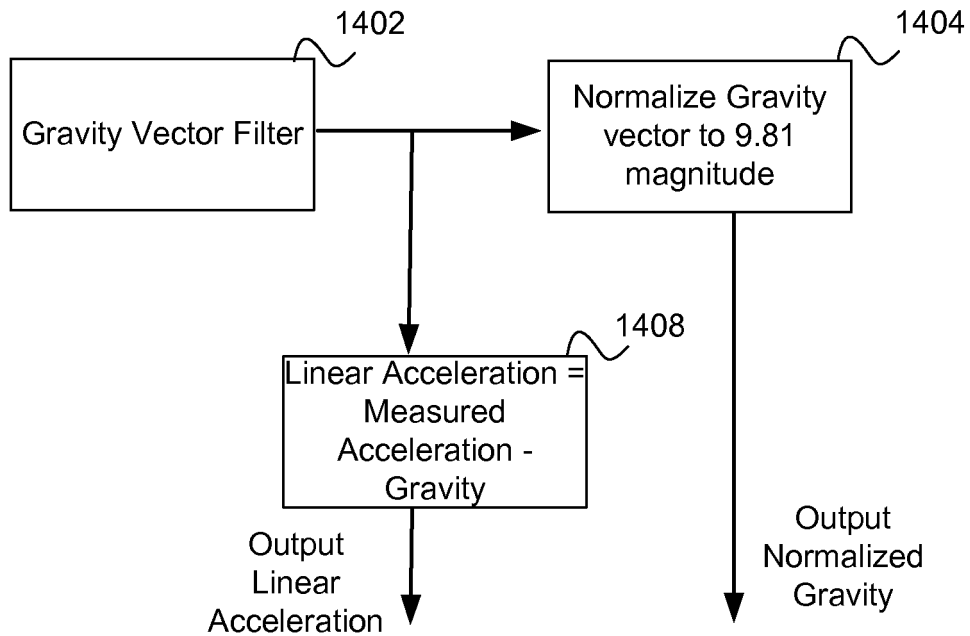 1402
1404
Gravity Vector Filter
Normalize Gravity
vector to 9.81
magnitude
1408
Linear Acceleration =
Measured
Acceleration -
Gravity
Output
Linear
Acceleration
Output
Normalized
Gravity